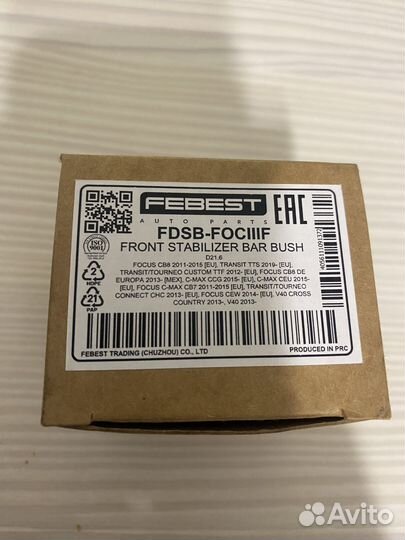 FEBEST
AUTO PARTS
EAC
FDSB-FOCIIIF
FRONT STABILIZER BAR BUSH
D21,6
FOCUS CB8 2011-2015 [EU], TRANSIT TTS 2019- [EU],
TRANSIT/TOURNEO CUSTOM TTF 2012- [EU], FOCUS CB8 DE
EUROPA 2013- [MEX], C-MAX CCG 2015- [EU], C-MAX CEU 2015-
[EU], FOCUS C-MAX CB7 2011-2015 [EU], TRANSIT/TOURNEO
CONNECT CHC 2013- [EU], FOCUS CEW 2014- [EU], V40 CROSS
COUNTRY 2013-, V40 2013-
ISO
9001
2
HDPE
21
PAP
FEBEST TRADING (CHUZHOU) CO., LTD
PRODUCED IN PRC
Avito